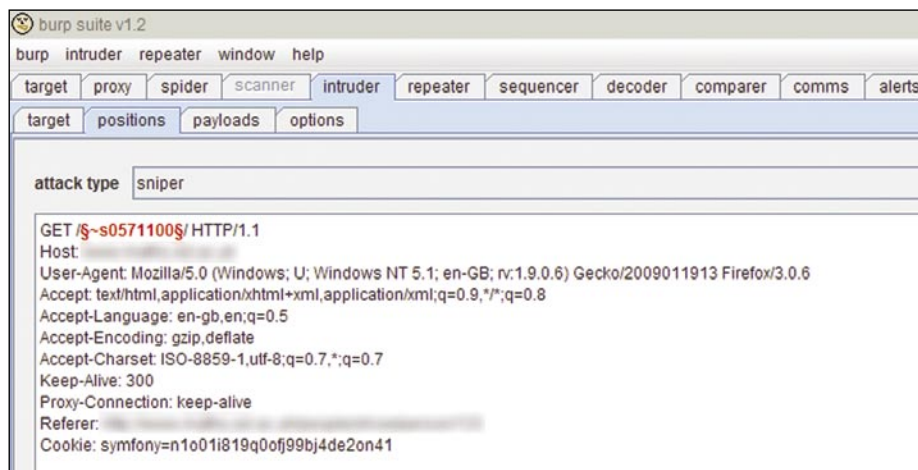 burp suite v1.2
burp intruder repeater window help
target proxy spider scanner intruder repeater sequencer decoder comparer comms alerts
target positions payloads options
attack type sniper
GET /§~s0571100§/ HTTP/1.1
Host:
User-Agent: Mozilla/5.0 (Windows; U; Windows NT 5.1; en-GB; rv:1.9.0.6) Gecko/2009011913 Firefox/3.0.6
Accept: text/html,application/xhtml+xml,application/xml;q=0.9,*/*;q=0.8
Accept-Language: en-gb,en;q=0.5
Accept-Encoding: gzip,deflate
Accept-Charset: ISO-8859-1,utf-8;q=0.7,*;q=0.7
Keep-Alive: 300
Proxy-Connection: keep-alive
Referer:
Cookie: symfony=n1o01i819q0ofj99bj4de2on41